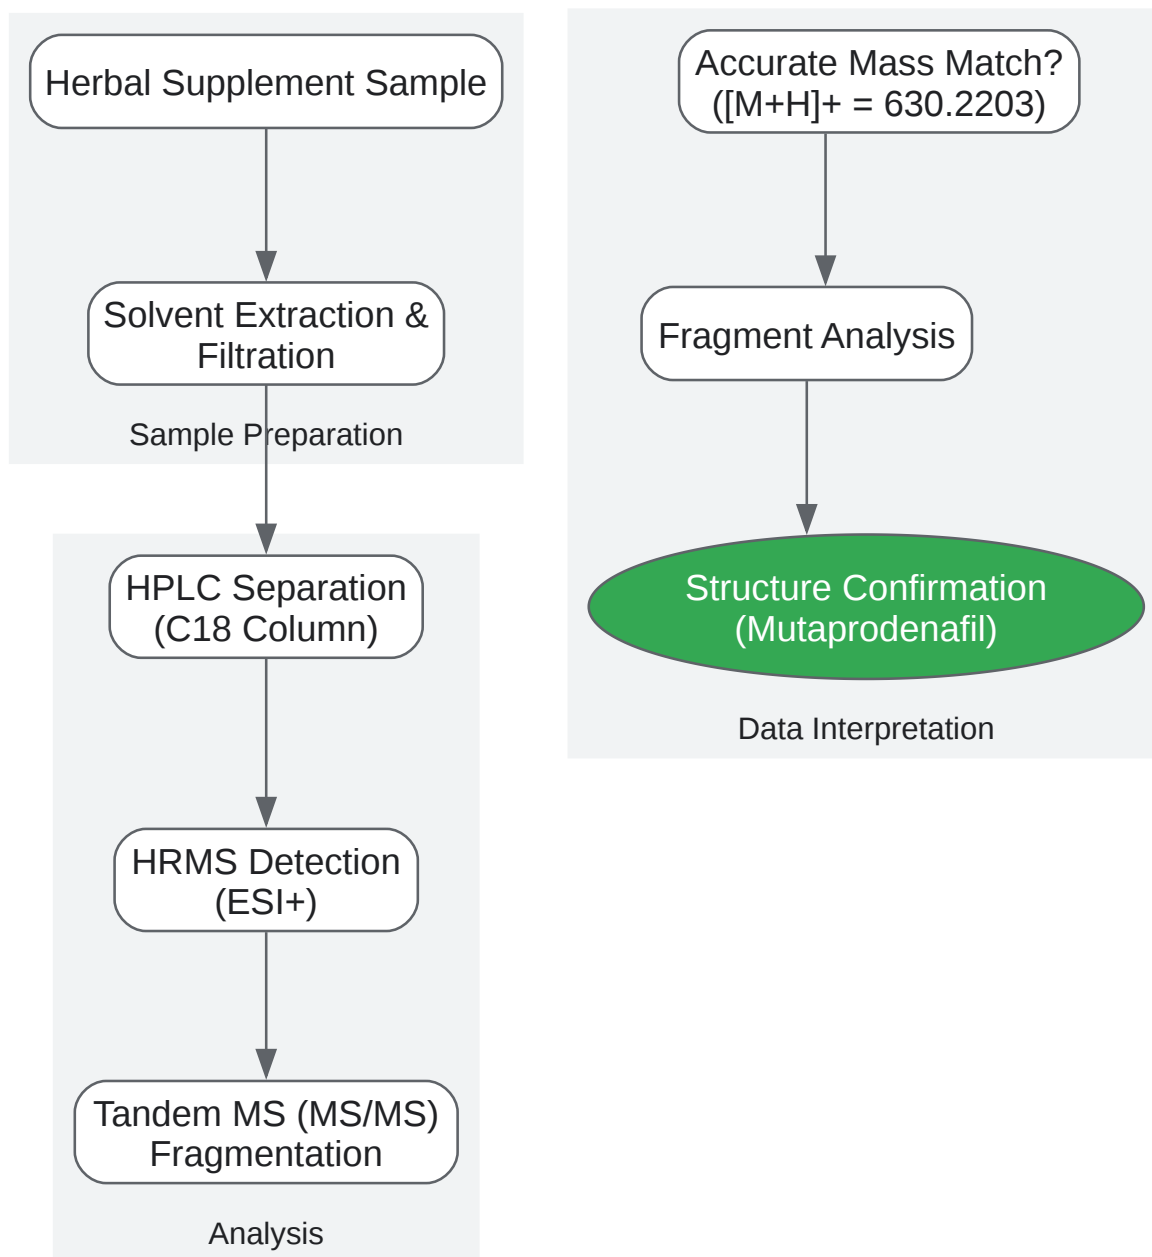 Herbal Supplement Sample
Solvent Extraction &
Filtration
Sample Preparation
HPLC Separation
(C18 Column)
HRMS Detection
(ESI+)
Tandem MS (MS/MS)
Fragmentation
Analysis
Accurate Mass Match?
([M+H]+ = 630.2203)
Fragment Analysis
Structure Confirmation
(Mutaprodenafil)
Data Interpretation